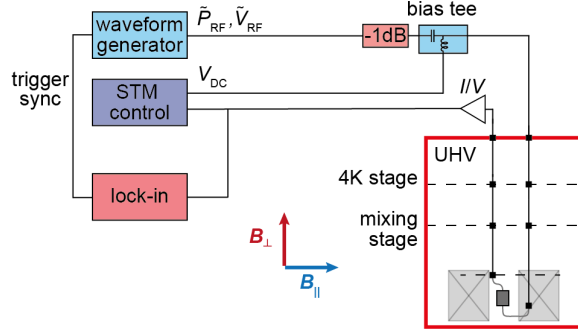 bias tee
waveform
generator
P̃RF, ṼRF
-1dB
trigger
sync
VDC
STM
control
I/V
UHV
4K stage
lock-in
mixing
stage
B⊥
B||